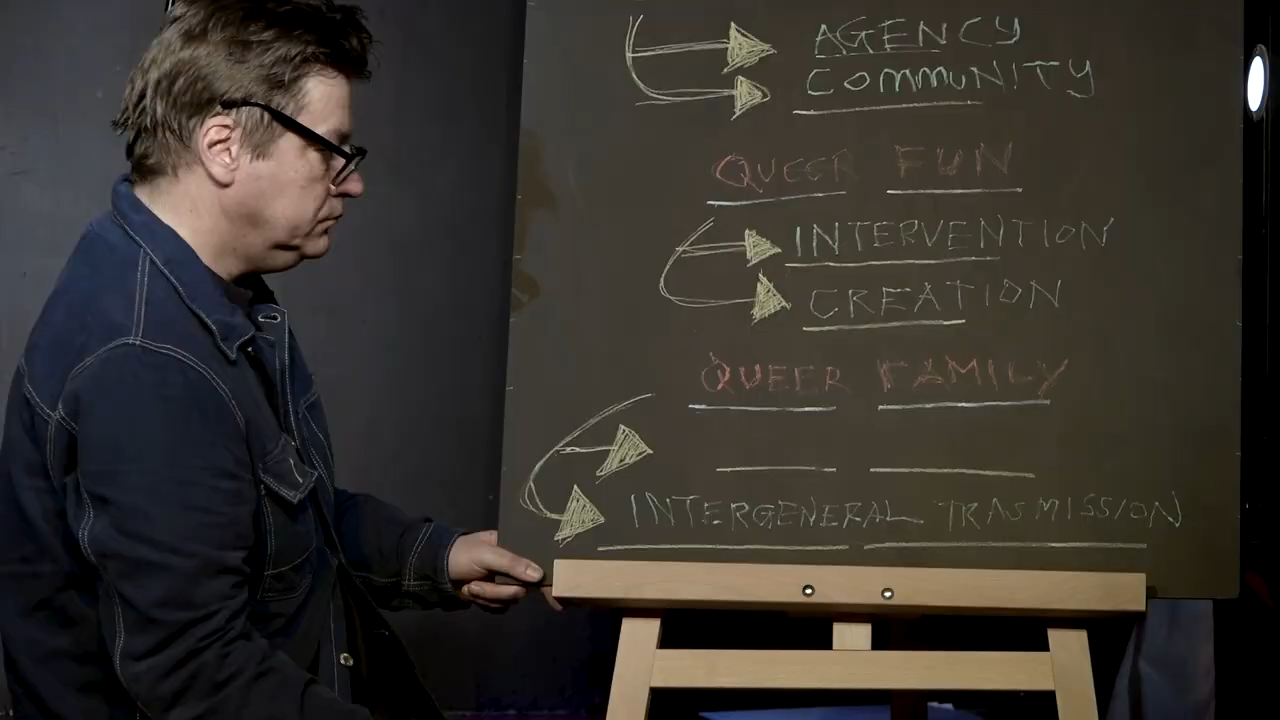 AGENCY
COMMUNITY
QUEER FUN
INTERVENTION
CREATION
QUEER FAMILY
INTERGENERAL TRASMISSION